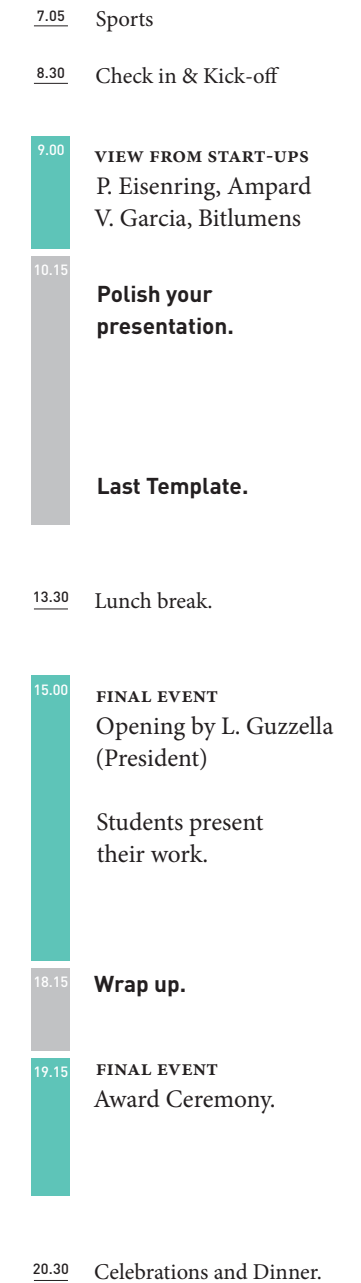 7.05 Sports
8.30 Check in & Kick-off
9.00 VIEW FROM START-UPS
P. Eisenring, Ampard
V. Garcia, Bitlumens
10.15
Polish your
presentation.
Last Template.
13.30 Lunch break.
15.00 FINAL EVENT
Opening by L. Guzzella
(President)
Students present
their work.
18.15 Wrap up.
19.15 FINAL EVENT
Award Ceremony.
20.30 Celebrations and Dinner.